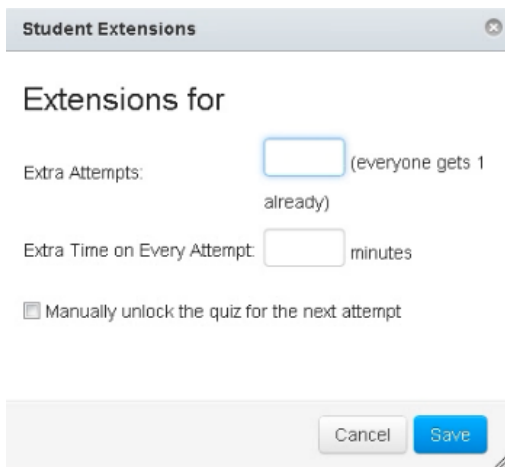 Student Extensions
Extensions for
Extra Attempts: (everyone gets 1
already)
Extra Time on Every Attempt: minutes
Manually unlock the quiz for the next attempt
Cancel Save